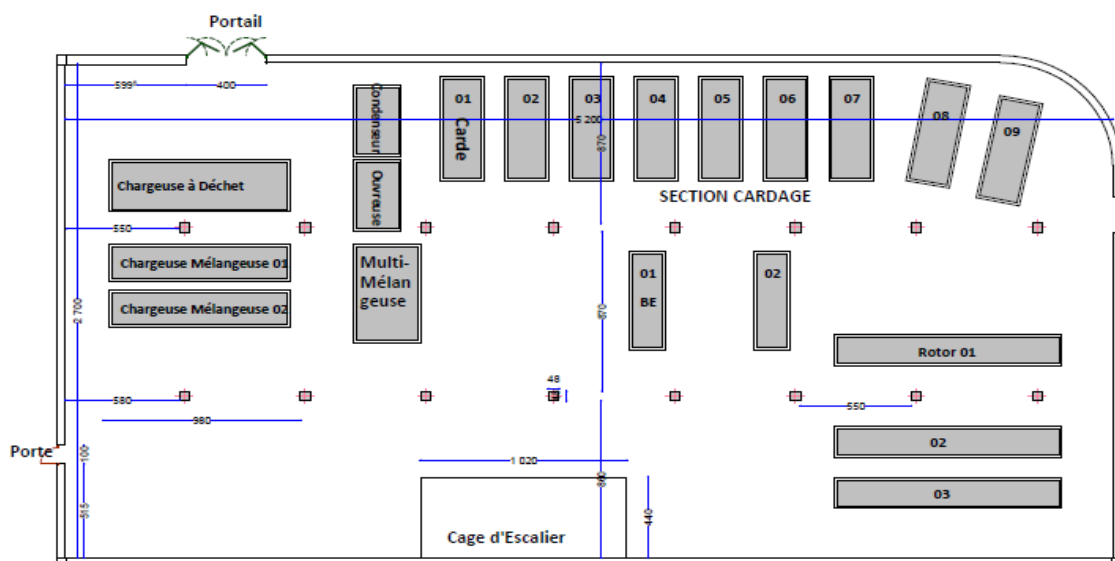 Portail
599⁵
400
Condenseur
01
Carde
02
03
04
05
06
07
08
09
5 200
870
Ouvreuse
Chargeuse à Déchet
SECTION CARDAGE
550
Chargeuse Mélangeuse 01
Chargeuse Mélangeuse 02
Multi-
Mélan
geuse
01
BE
02
2 700
870
Rotor 01
48
580
980
550
Porte
100
02
1 020
860
03
515
440
Cage d'Escalier